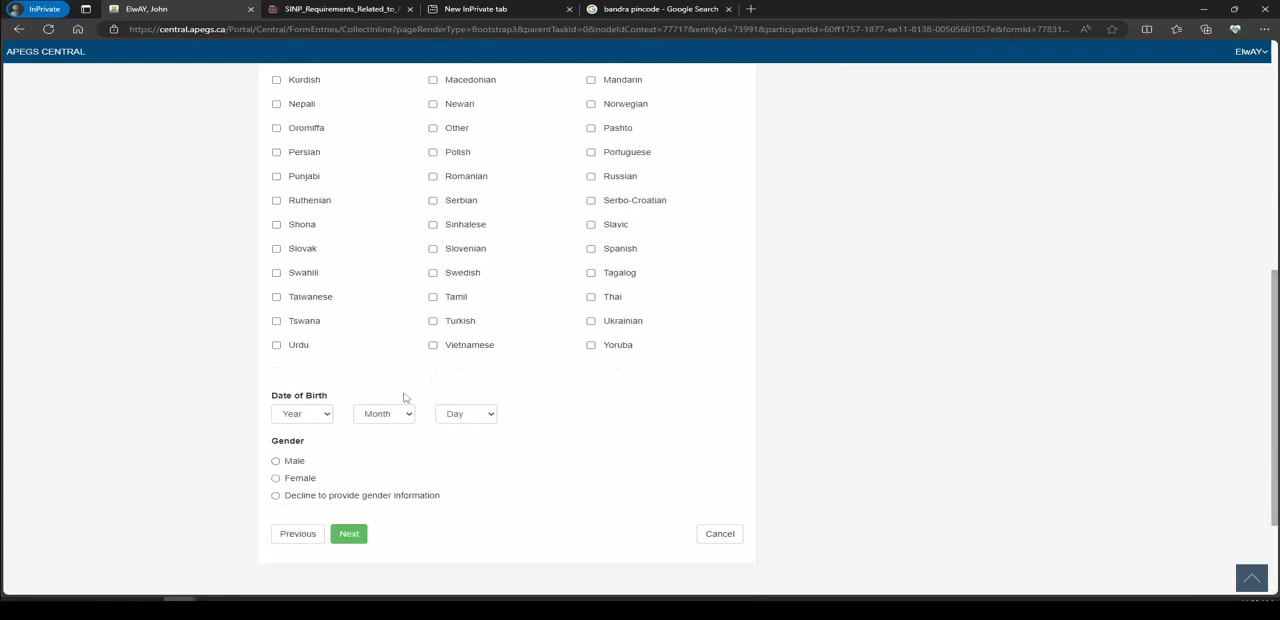 InPrivate
ElwAY, John
SINP_Requirements_Related_to_
New InPrivate tab
bandra pincode - Google Search
https://central.apegs.ca/Portal/Central/FormEntries/CollectInline?pageRenderType=Bootstrap3&parentTaskId=0&nodeIdContext=77717&entityId=73991&participantId=60ff1757-1877-ee11-8138-00505601057e&formId=77831...
APEGS CENTRAL
ElwAY
Kurdish Macedonian Mandarin
Nepali Newari Norwegian
Oromiffa Other Pashto
Persian Polish Portuguese
Punjabi Romanian Russian
Ruthenian Serbian Serbo-Croatian
Shona Sinhalese Slavic
Slovak Slovenian Spanish
Swahili Swedish Tagalog
Taiwanese Tamil Thai
Tswana Turkish Ukrainian
Urdu Vietnamese Yoruba
Date of Birth
Year Month Day
Gender
Male
Female
Decline to provide gender information
Previous Next Cancel